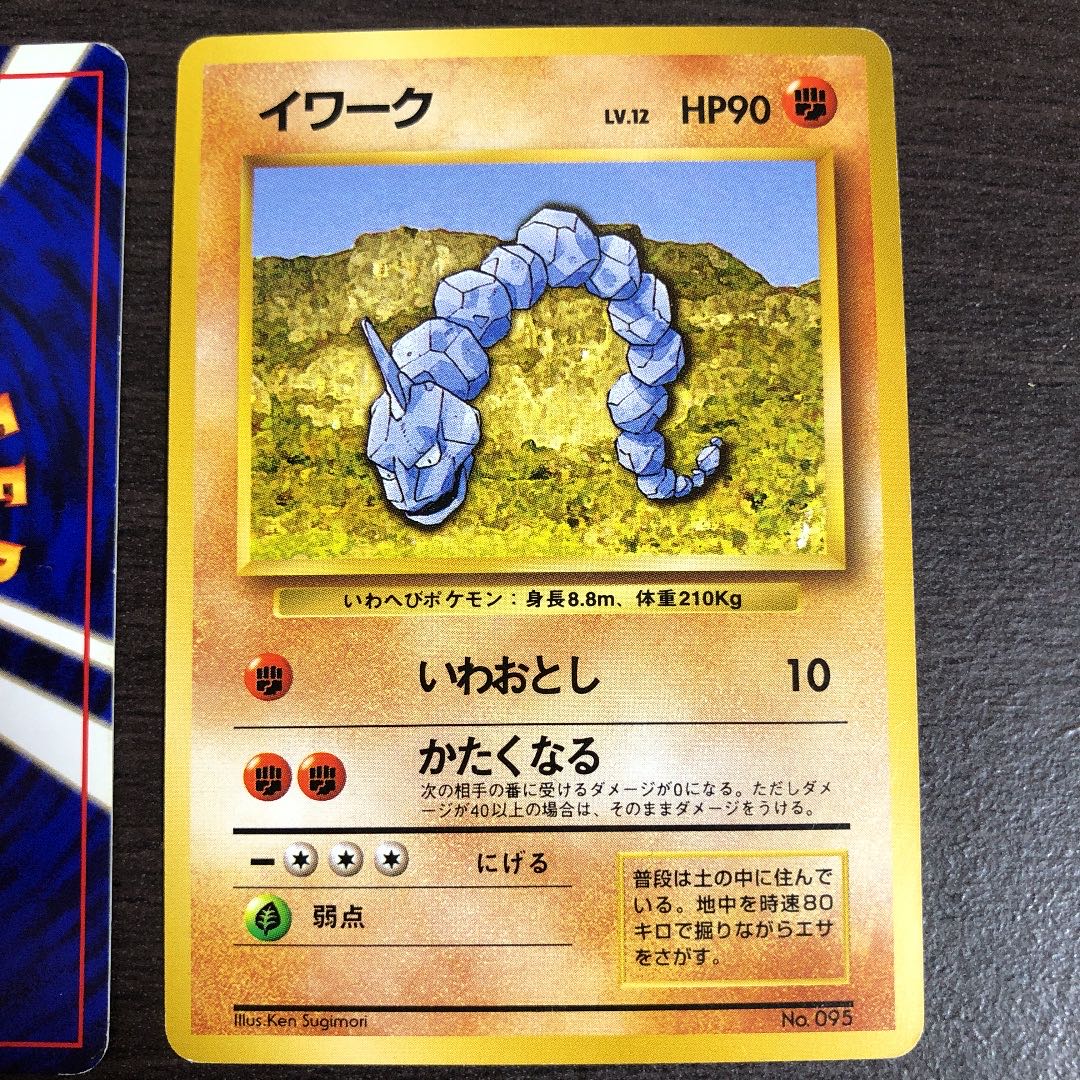 イワーク
LV.12 HP90
いわへびポケモン：身長8.8m、体重210Kg
いわおとし 10
かたくなる
次の相手の番に受けるダメージが0になる。ただしダメ
ージが40以上の場合は、そのままダメージをうける。
にげる
弱点
普段は土の中に住んで
いる。地中を時速80
キロで掘りながらエサ
をさがす。
Illus.Ken Sugimori
No. 095